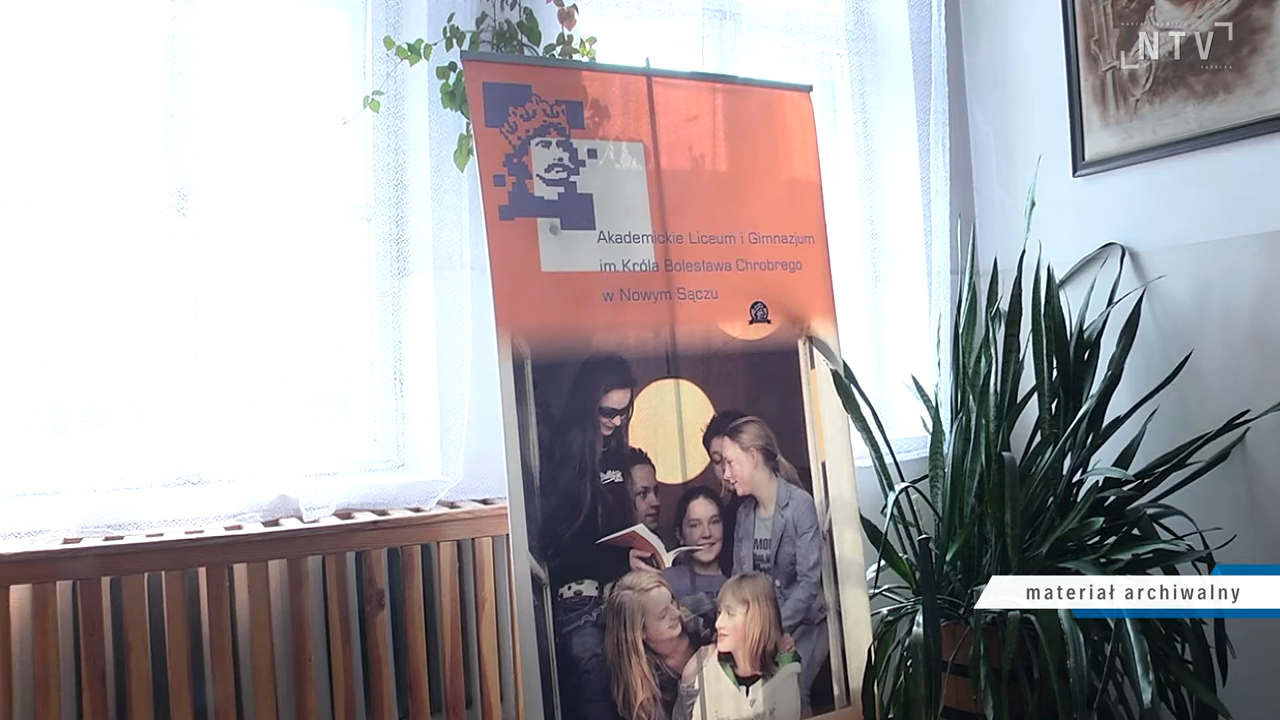 NTV
Akademickie Liceum i Gimnazjum
im. Króla Bolesława Chrobrego
w Nowym Sączu
materiał archiwalny